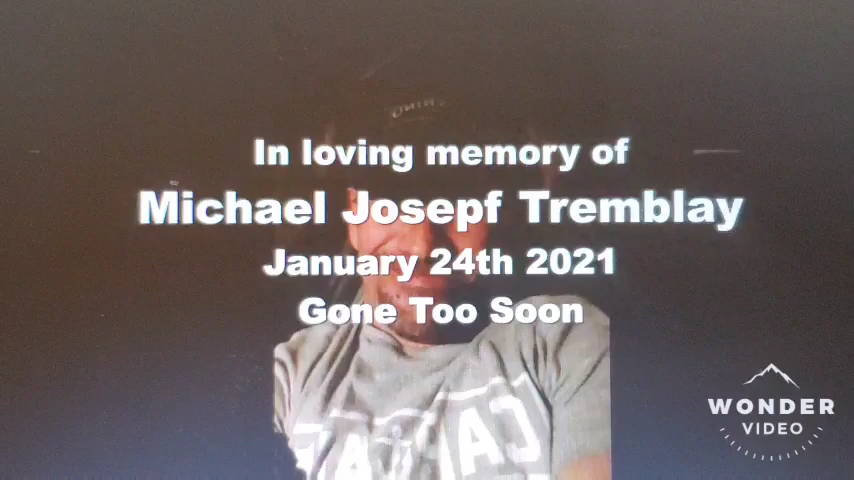 In loving memory of
Michael Josepf Tremblay
January 24th 2021
Gone Too Soon
WONDER
VIDEO